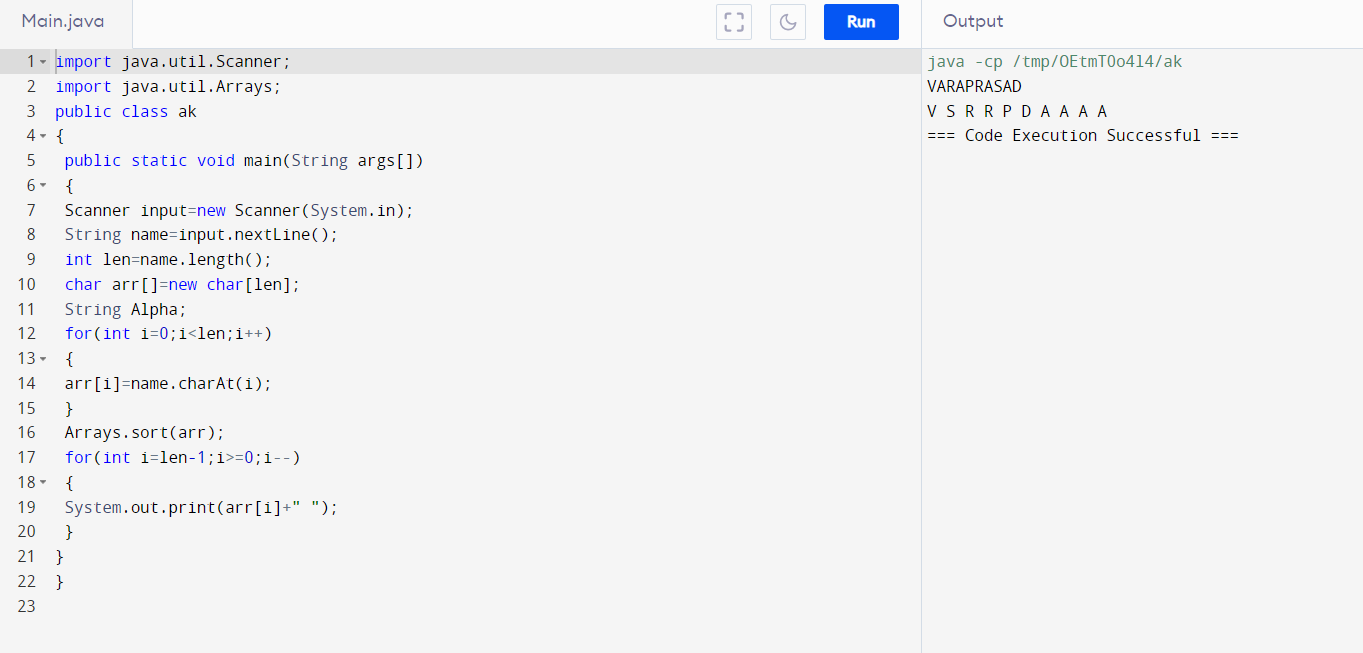 Main.java
Run
Output
1 import java.util.Scanner;
2 import java.util.Arrays;
3 public class ak
4 {
5 public static void main(String args[])
6 {
7 Scanner input=new Scanner(System.in);
8 String name=input.nextLine();
9 int len=name.length();
10 char arr[]=new char[len];
11 String Alpha;
12 for(int i=0;i<len;i++)
13 {
14 arr[i]=name.charAt(i);
15 }
16 Arrays.sort(arr);
17 for(int i=len-1;i>=0;i--)
18 {
19 System.out.print(arr[i]+" ");
20 }
21 }
22 }
23
java -cp /tmp/OEtmT0o4l4/ak
VARAPRASAD
V S R R P D A A A A
=== Code Execution Successful ===